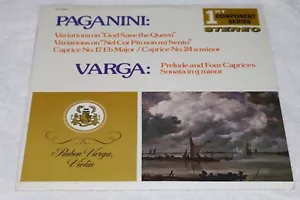 PAGANINI:
Variations on "God Save the Queen"
Variations on "Nel Cor Più non mi Sento"
Caprice No. 17 Eb Major / Caprice No. 24 a minor
1ST COMPONENT SERIES
STEREO
VARGA:
Prelude and Four Caprices
Sonata in g minor
Ruben Varga,
Violin